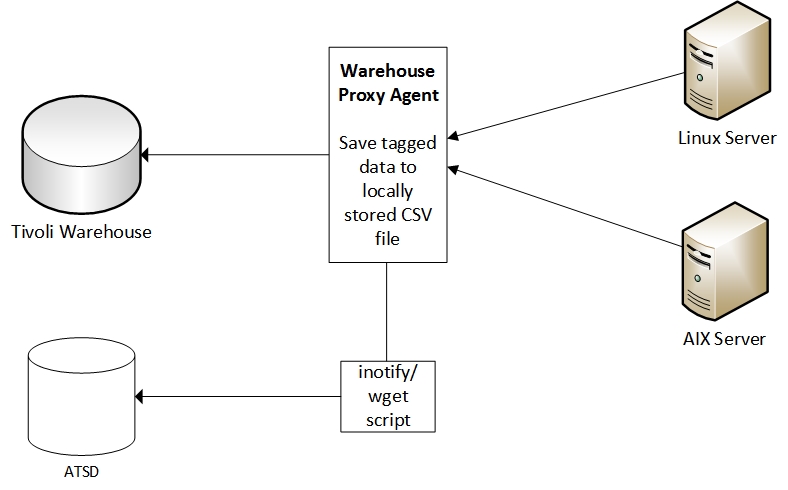 Warehouse
Proxy Agent
Save tagged
data to
locally
stored CSV
file
Linux Server
Tivoli Warehouse
AIX Server
inotify/
wget
script
ATSD